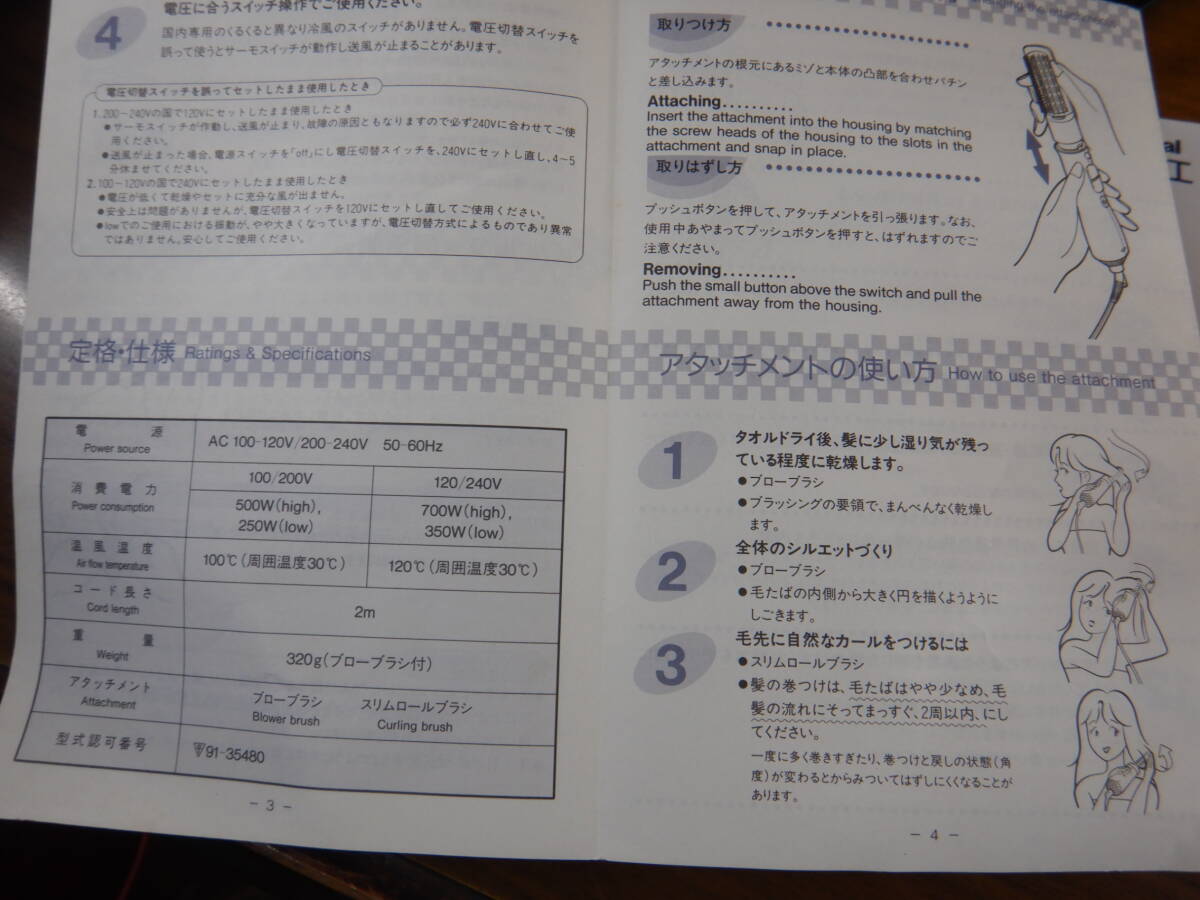 4
電圧に合うスイッチ操作でご使用ください。
国内専用のくるくると異なり冷風のスイッチがありません。電圧切替スイッチを
誤って使うとサーモスイッチが動作し送風が止まることがあります。
電圧切替スイッチを誤ってセットしたまま使用したとき
1. 200〜240Vの国で120Vにセットしたまま使用したとき
●サーモスイッチが作動し、送風が止まり、故障の原因ともなりますので必ず240Vに合わせてご使
用ください。
●送風が止まった場合、電源スイッチを「off」にし電圧切替スイッチを、240Vにセットし直し、4〜5
分休ませてください。
2. 100〜120Vの国で240Vにセットしたまま使用したとき
●電圧が低くて乾燥やセットに充分な風が出ません。
●安全上は問題がありませんが、電圧切替スイッチを120Vにセットし直してご使用ください。
●lowでのご使用における振動が、やや大きくなっていますが、電圧切替方式によるものであり異常
ではありません。安心してご使用ください。
定格・仕様 Ratings & Specifications
電源 AC 100-120V/200-240V 50-60Hz
Power source
消費電力 100/200V 120/240V
Power consumption
500W(high), 700W(high),
250W(low) 350W(low)
温風温度 100℃(周囲温度30℃) 120℃(周囲温度30℃)
Air flow temperature
コード長さ 2m
Cord length
重量 320g(ブローブラシ付)
Weight
アタッチメント ブローブラシ スリムロールブラシ
Attachment Blower brush Curling brush
型式認可番号 91-35480
- 3 -
the attachment
取りつけ方
アタッチメントの根元にあるミゾと本体の凸部を合わせパチン
と差し込みます。
Attaching..........
Insert the attachment into the housing by matching
the screw heads of the housing to the slots in the
attachment and snap in place.
取りはずし方
プッシュボタンを押して、アタッチメントを引っ張ります。なお、
使用中あやまってプッシュボタンを押すと、はずれますのでご
注意ください。
Removing..........
Push the small button above the switch and pull the
attachment away from the housing.
アタッチメントの使い方 How to use the attachment
1
タオルドライ後、髪に少し湿り気が残っ
ている程度に乾燥します。
●ブローブラシ
●ブラッシングの要領で、まんべんなく乾燥し
ます。
2
全体のシルエットづくり
●ブローブラシ
●毛たばの内側から大きく円を描くようように
しごきます。
3
毛先に自然なカールをつけるには
●スリムロールブラシ
●髪の巻つけは、毛たばはやや少なめ、毛
髪の流れにそってまっすぐ、2周以内、にし
てください。
一度に多く巻きすぎたり、巻つけと戻しの状態(角
度)が変わるとからみついてはずしにくくなることが
あります。
- 4 -
al
工